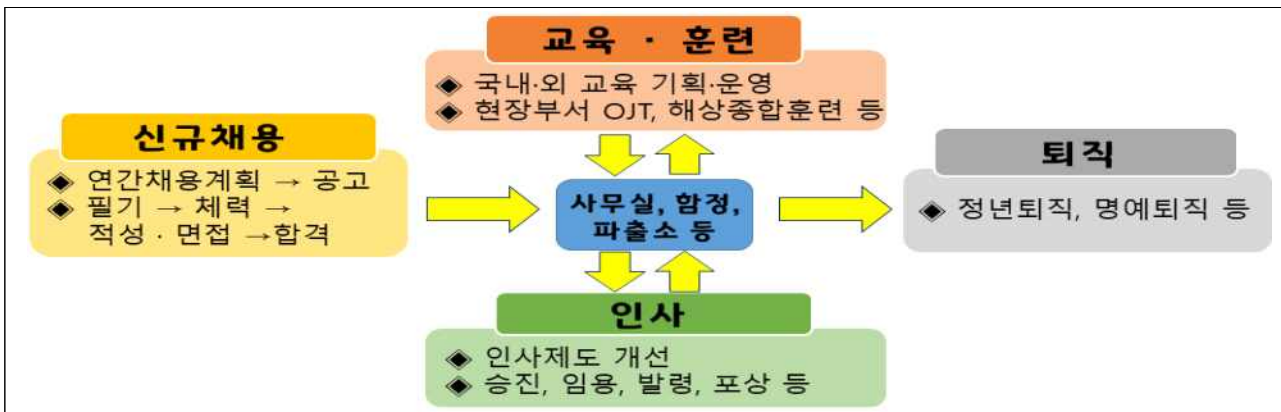 교육 · 훈련
◈ 국내·외 교육 기획·운영
◈ 현장부서 OJT, 해상종합훈련 등
신규채용
◈ 연간채용계획 → 공고
◈ 필기 → 체력 →
적성 · 면접 →합격
사무실, 함정,
파출소 등
퇴직
◈ 정년퇴직, 명예퇴직 등
인사
◈ 인사제도 개선
◈ 승진, 임용, 발령, 포상 등